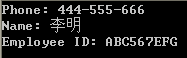 Phone: 444-555-666
Name: 李明
Employee ID: ABC567EFG